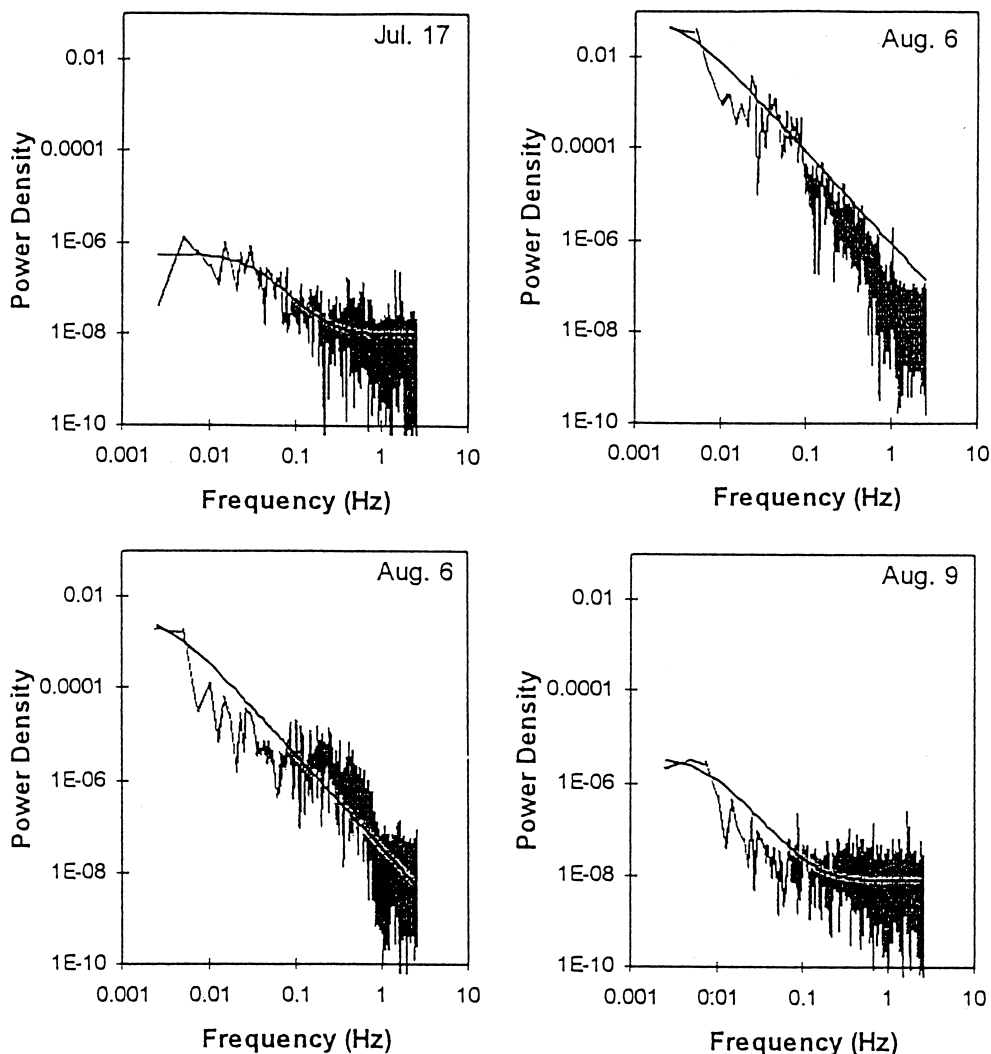 Jul. 17
0.01
0.0001
1E-06
1E-08
1E-10
0.001 0.01 0.1 1 10
Power Density
Frequency (Hz)
Aug. 6
0.01
0.0001
1E-06
1E-08
1E-10
0.001 0.01 0.1 1 10
Power Density
Frequency (Hz)
Aug. 6
0.01
0.0001
1E-06
1E-08
1E-10
0.001 0.01 0.1 1 10
Power Density
Frequency (Hz)
Aug. 9
0.01
0.0001
1E-06
1E-08
1E-10
0.001 0.01 0.1 1 10
Power Density
Frequency (Hz)